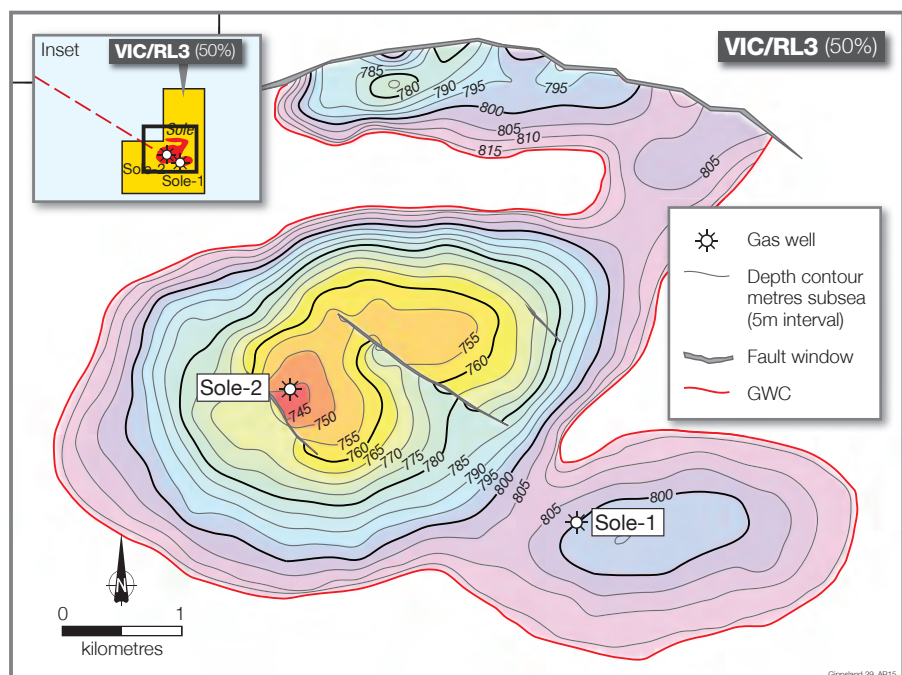 Inset
VIC/RL3 (50%)
Sole
Sole-2
Sole-1
VIC/RL3 (50%)
785
780
790
795
800
795
805
810
815
805
Gas well
Depth contour
metres subsea
(5m interval)
Fault window
GWC
Sole-2
745
750
755
760
765
770
775
780
785
790
795
800
805
755
760
805
800
Sole-1
N
0 1
kilometres
Gippsland 29_AR15